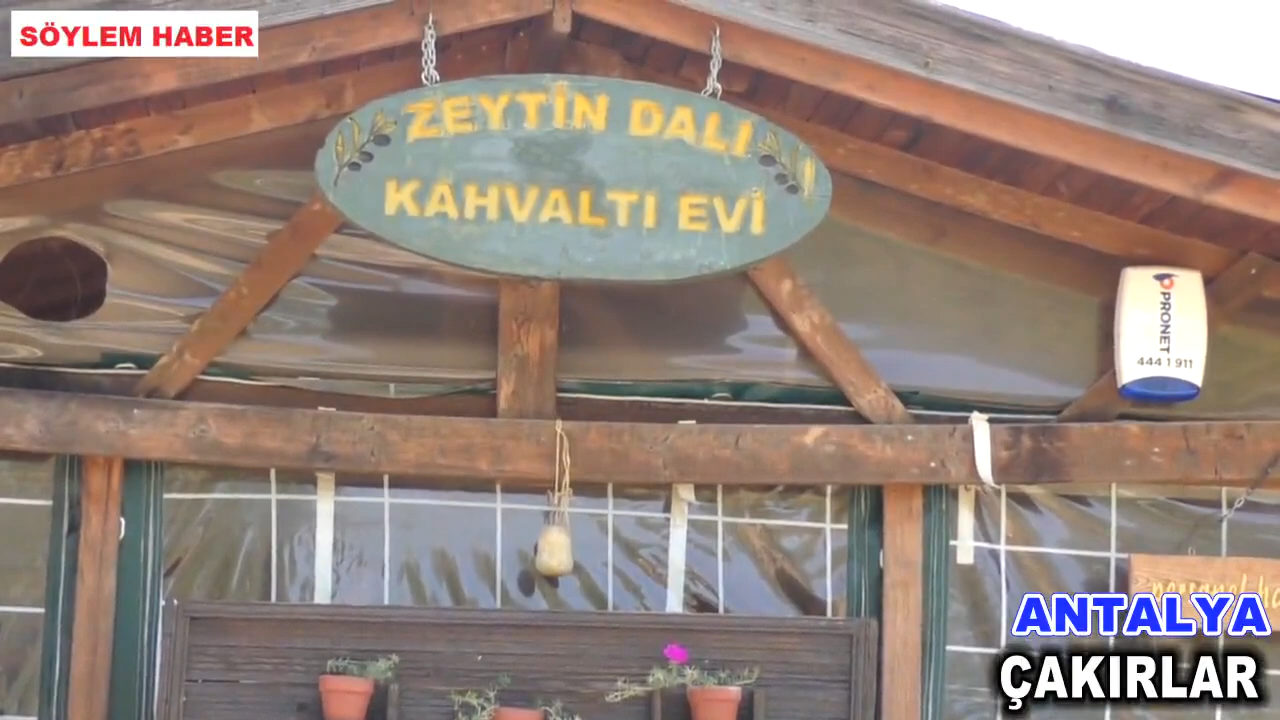 SÖYLEM HABER
ZEYTİN DALI
KAHVALTI EVİ
PRONET
444 1 911
ANTALYA
ÇAKIRLAR